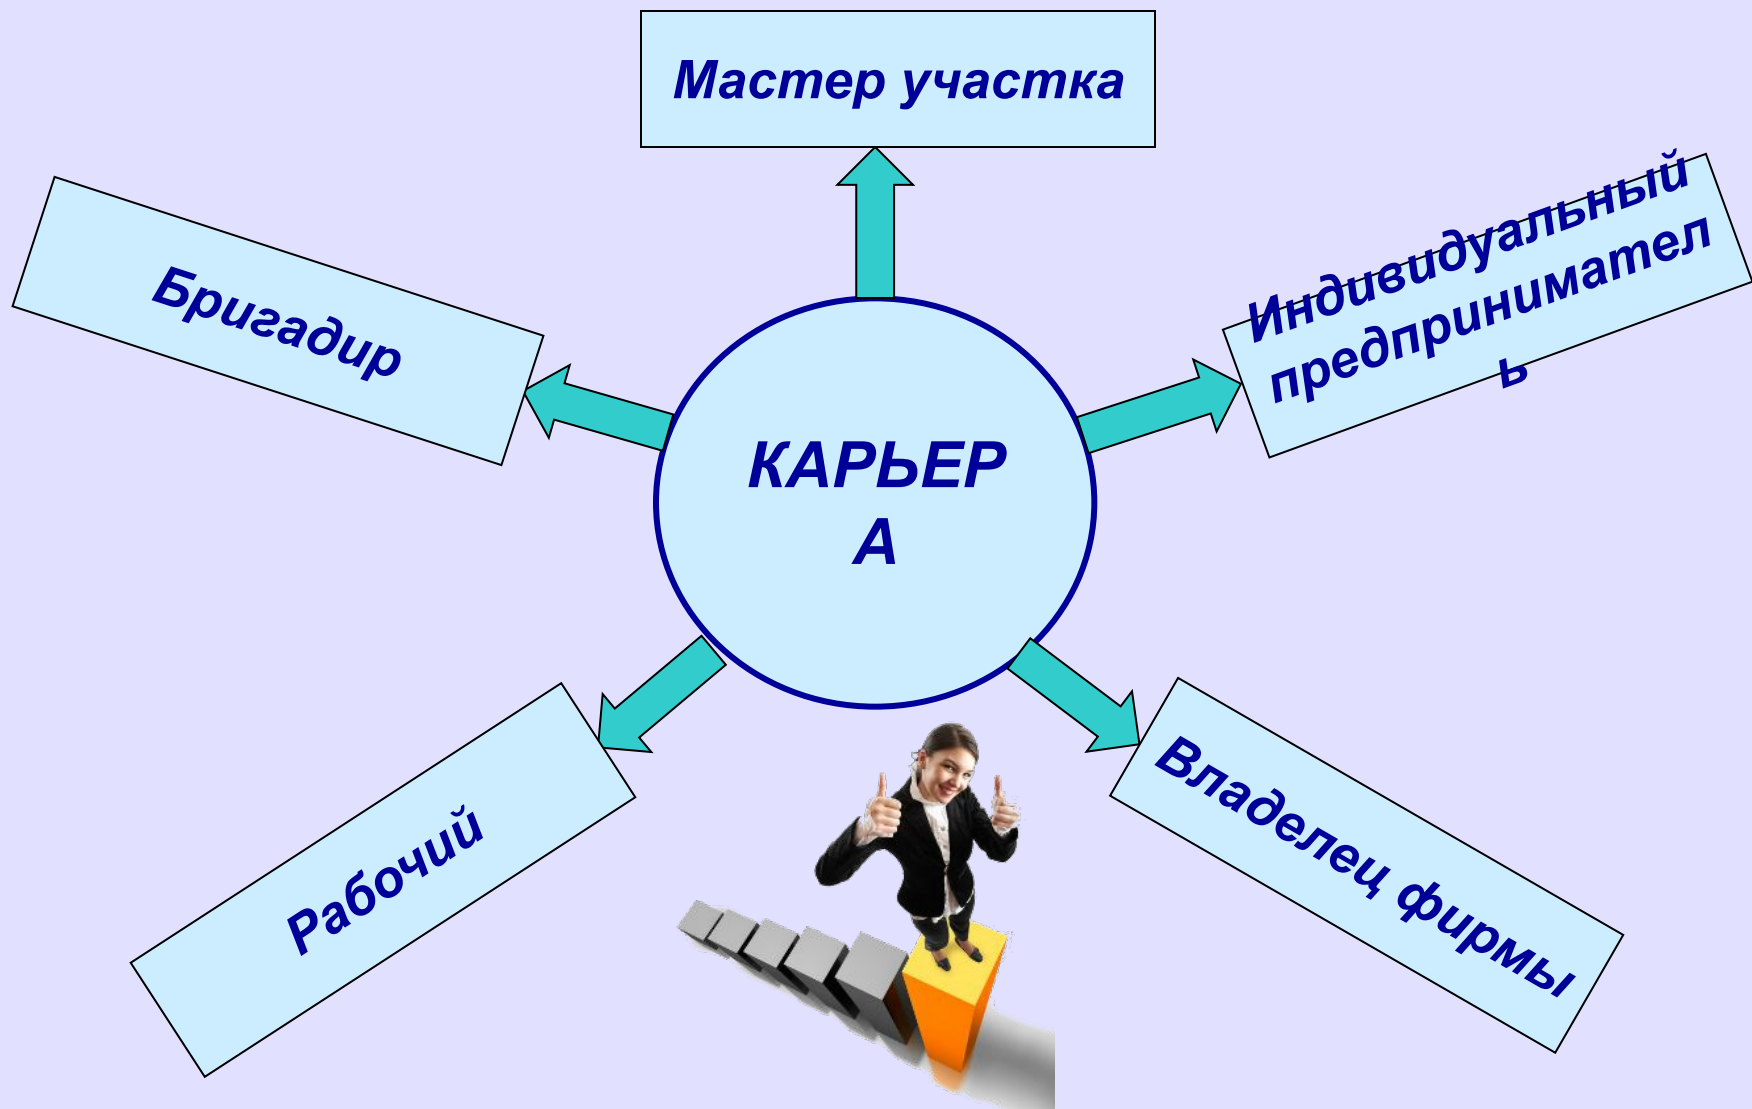 Мастер участка
Бригадир
Индивидуальный
предпринимател
ь
КАРЬЕР
А
Рабочий
Владелец фирмы